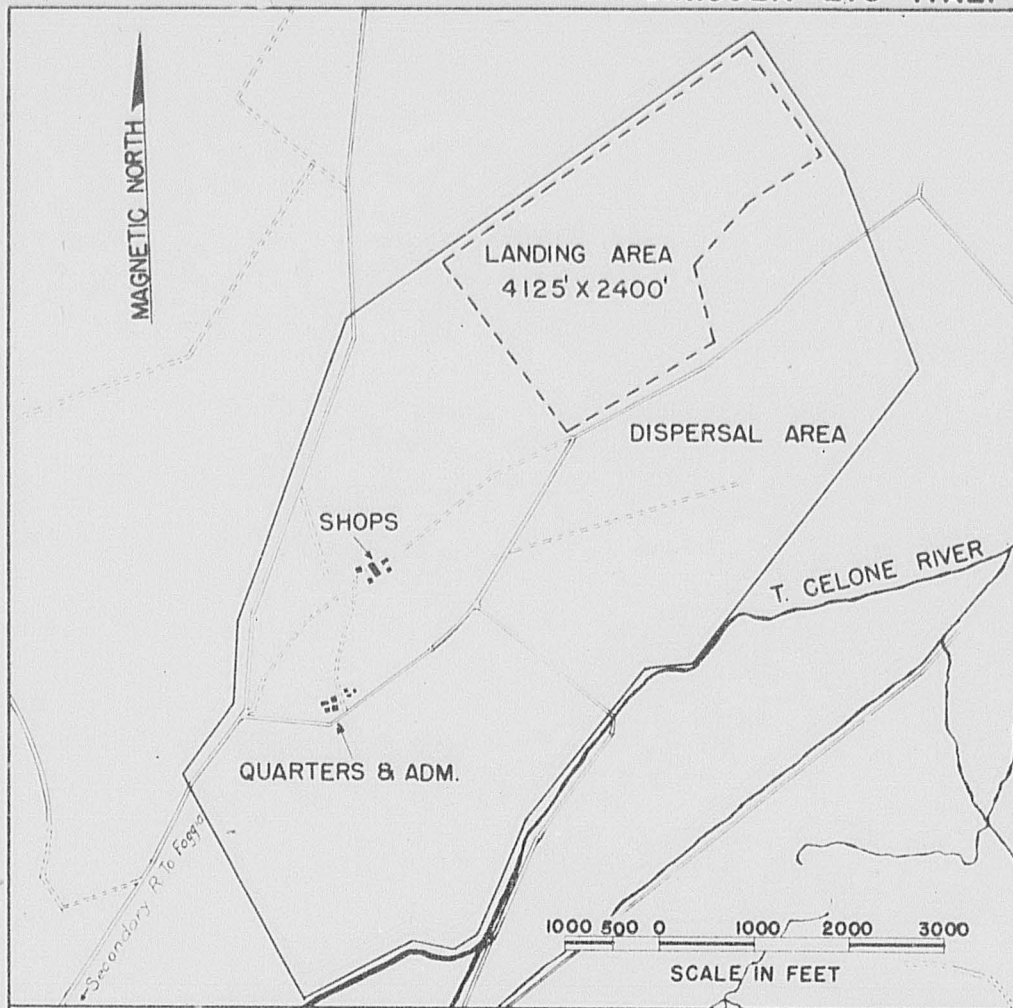 MAGNETIC NORTH
LANDING AREA
4125' X 2400'
DISPERSAL AREA
SHOPS
T. CELONE RIVER
QUARTERS & ADM.
Secondary R. To Foggia
1000 500 0 1000 2000 3000
SCALE IN FEET